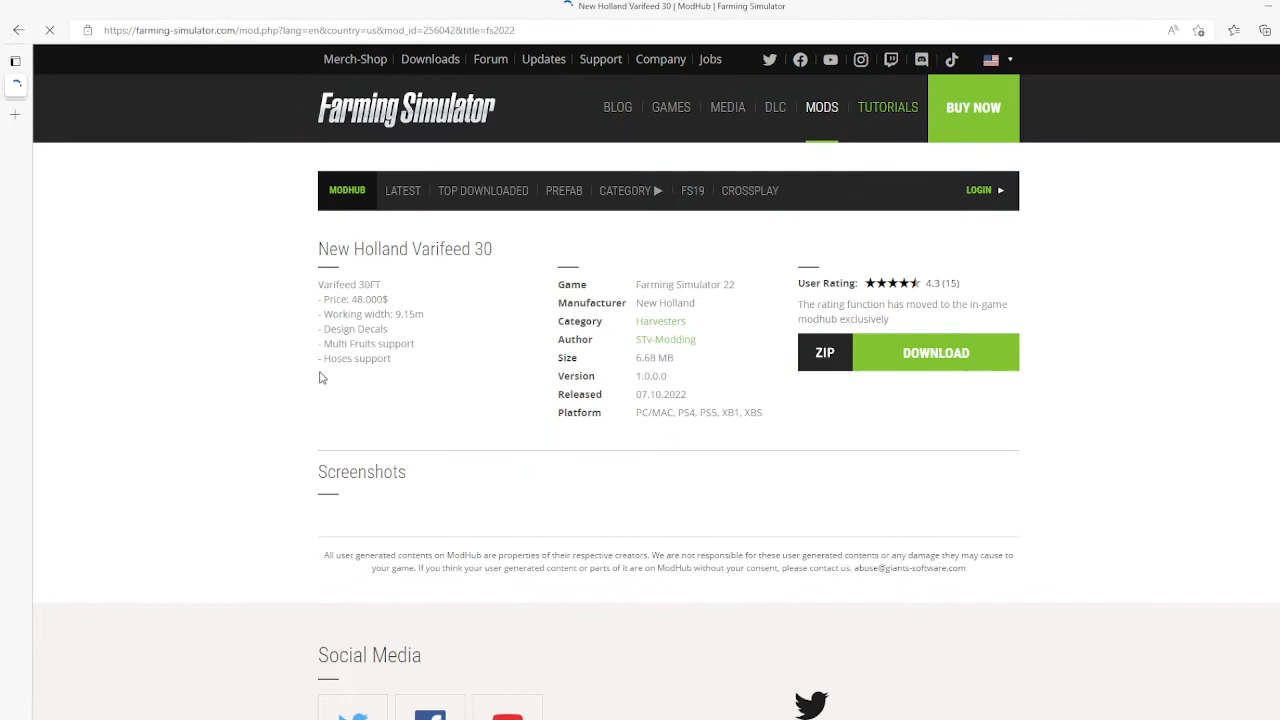 New Holland Varifeed 30 | ModHub | Farming Simulator
https://farming-simulator.com/mod.php?lang=en&country=us&mod_id=256042&title=fs2022
Merch-Shop | Downloads | Forum | Updates | Support | Company | Jobs
Farming Simulator
BLOG | GAMES | MEDIA | DLC | MODS | TUTORIALS
BUY NOW
MODHUB
LATEST | TOP DOWNLOADED | PREFAB | CATEGORY ▶ | FS19 | CROSSPLAY
LOGIN ▶
New Holland Varifeed 30
Varifeed 30FT
- Price: 48.000$
- Working width: 9.15m
- Design Decals
- Multi Fruits support
- Hoses support
Game Farming Simulator 22
Manufacturer New Holland
Category Harvesters
Author STv-Modding
Size 6.68 MB
Version 1.0.0.0
Released 07.10.2022
Platform PC/MAC, PS4, PS5, XB1, XBS
User Rating: 4.3 (15)
The rating function has moved to the in-game
modhub exclusively
ZIP DOWNLOAD
Screenshots
All user generated contents on ModHub are properties of their respective creators. We are not responsible for these user generated contents or any damage they may cause to
your game. If you think your user generated content or parts of it are on ModHub without your consent, please contact us. abuse@giants-software.com
Social Media